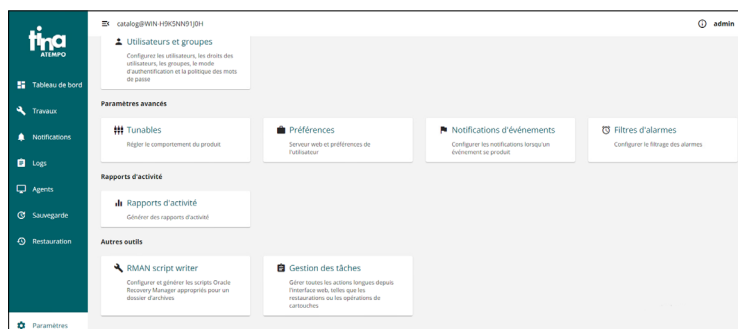 tina
ATEMPO
catalog@WIN-H9K5NN91J0H
admin
Utilisateurs et groupes
Configurez les utilisateurs, les droits des
utilisateurs, les groupes, le mode
d'authentification et la politique des mots
de passe
Tableau de bord
Travaux
Notifications
Logs
Agents
Sauvegarde
Restauration
Paramètres
Paramètres avancés
Tunables
Régler le comportement du produit
Préférences
Serveur web et préférences de
l'utilisateur
Notifications d'événements
Configurer les notifications lorsqu'un
événement se produit
Filtres d'alarmes
Configurer le filtrage des alarmes
Rapports d'activité
Rapports d'activité
Générer des rapports d'activité
Autres outils
RMAN script writer
Configurer et générer les scripts Oracle
Recovery Manager appropriés pour un
dossier d'archives
Gestion des tâches
Gérer toutes les actions longues depuis
l'interface web, telles que les
restaurations ou les opérations de
cartouches